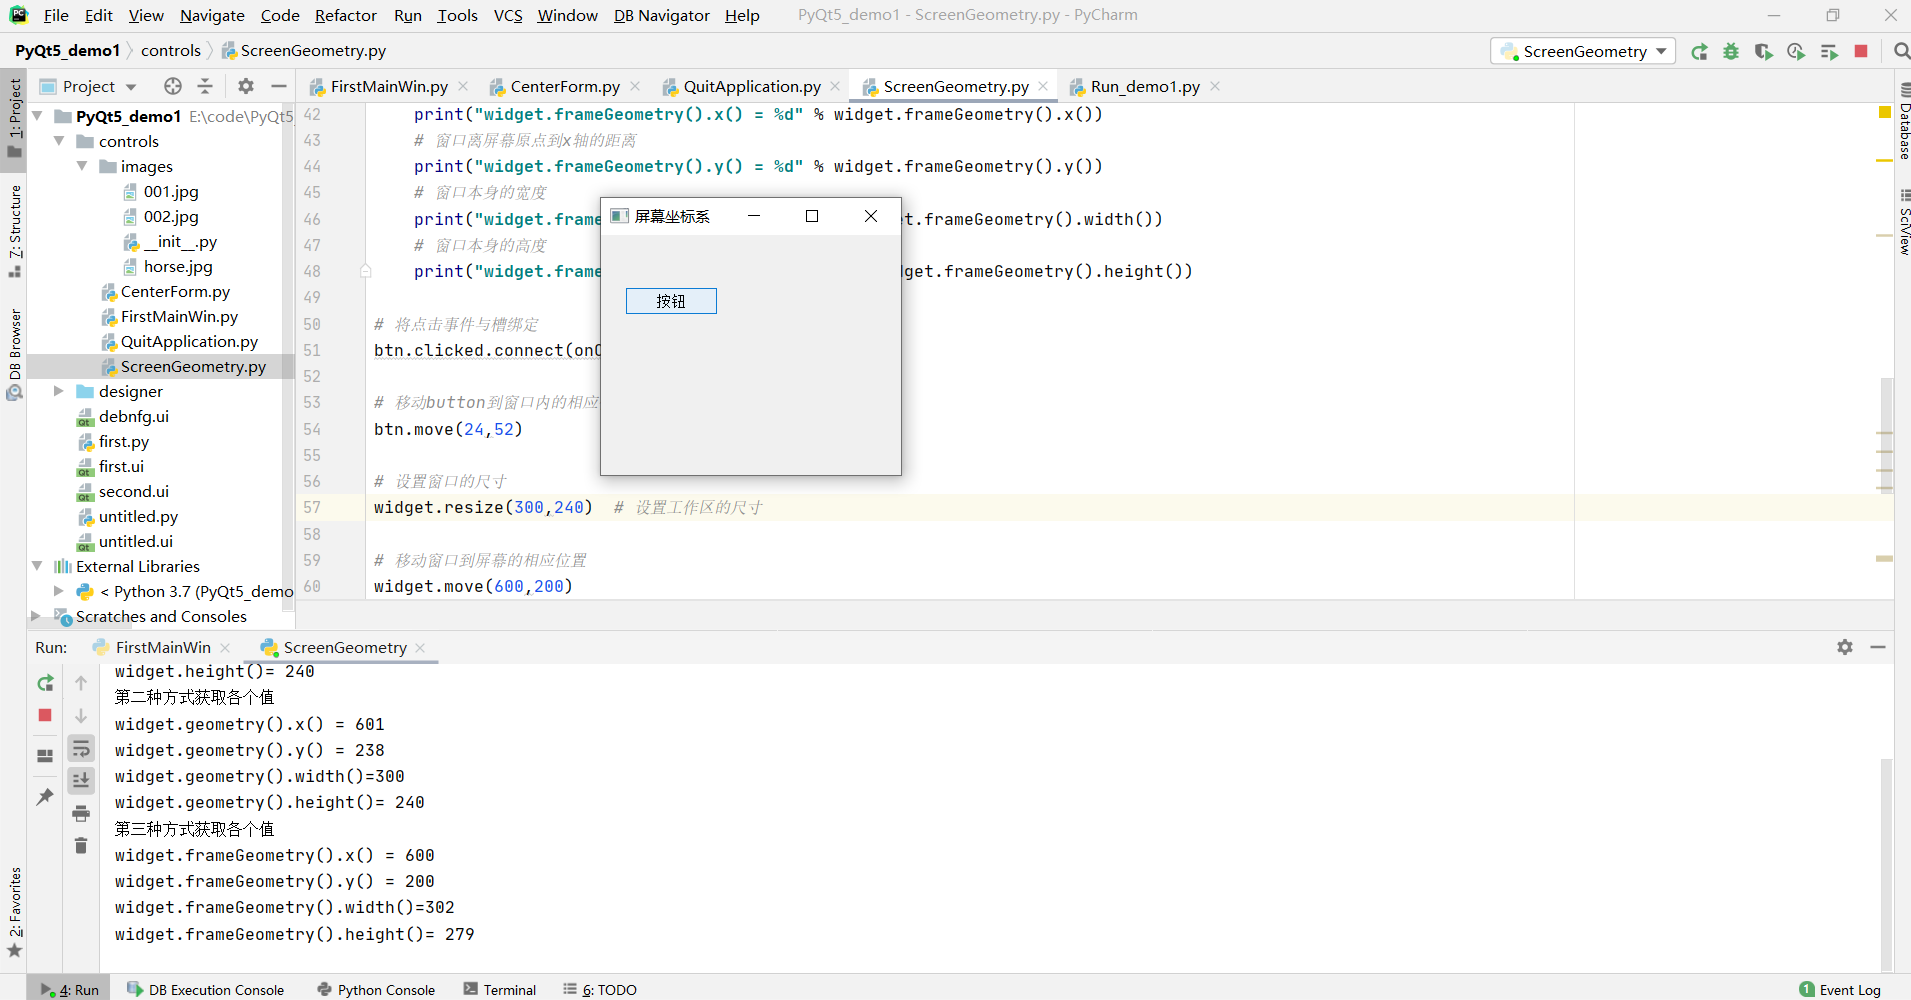 File Edit View Navigate Code Refactor Run Tools VCS Window DB Navigator Help PyQt5_demo1 - ScreenGeometry.py - PyCharm
PyQt5_demo1 controls ScreenGeometry.py ScreenGeometry
Project FirstMainWin.py CenterForm.py QuitApplication.py ScreenGeometry.py Run_demo1.py
1: Project
7: Structure
DB Browser
2: Favorites
Database
SciView
PyQt5_demo1 E:\code\PyQt5_
controls
images
001.jpg
002.jpg
__init__.py
horse.jpg
CenterForm.py
FirstMainWin.py
QuitApplication.py
ScreenGeometry.py
designer
debnfg.ui
first.py
first.ui
second.ui
untitled.py
untitled.ui
External Libraries
< Python 3.7 (PyQt5_demo
Scratches and Consoles
42 print("widget.frameGeometry().x() = %d" % widget.frameGeometry().x())
43 # 窗口离屏幕原点到x轴的距离
44 print("widget.frameGeometry().y() = %d" % widget.frameGeometry().y())
45 # 窗口本身的宽度
46 print("widget.frame t.frameGeometry().width())
47 # 窗口本身的高度
48 print("widget.frame get.frameGeometry().height())
49
50 # 将点击事件与槽绑定
51 btn.clicked.connect(onC
52
53 # 移动button到窗口内的相应
54 btn.move(24,52)
55
56 # 设置窗口的尺寸
57 widget.resize(300,240) # 设置工作区的尺寸
58
59 # 移动窗口到屏幕的相应位置
60 widget.move(600,200)
屏幕坐标系
按钮
Run: FirstMainWin ScreenGeometry
widget.height()= 240
第二种方式获取各个值
widget.geometry().x() = 601
widget.geometry().y() = 238
widget.geometry().width()=300
widget.geometry().height()= 240
第三种方式获取各个值
widget.frameGeometry().x() = 600
widget.frameGeometry().y() = 200
widget.frameGeometry().width()=302
widget.frameGeometry().height()= 279
4: Run DB Execution Console Python Console Terminal 6: TODO 1 Event Log